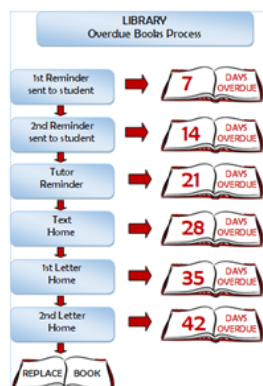 LIBRARY
Overdue Books Process
1st Reminder
sent to student
7 DAYS
OVERDUE
2nd Reminder
sent to student
14 DAYS
OVERDUE
Tutor
Reminder
21 DAYS
OVERDUE
Text
Home
28 DAYS
OVERDUE
1st Letter
Home
35 DAYS
OVERDUE
2nd Letter
Home
42 DAYS
OVERDUE
REPLACE BOOK